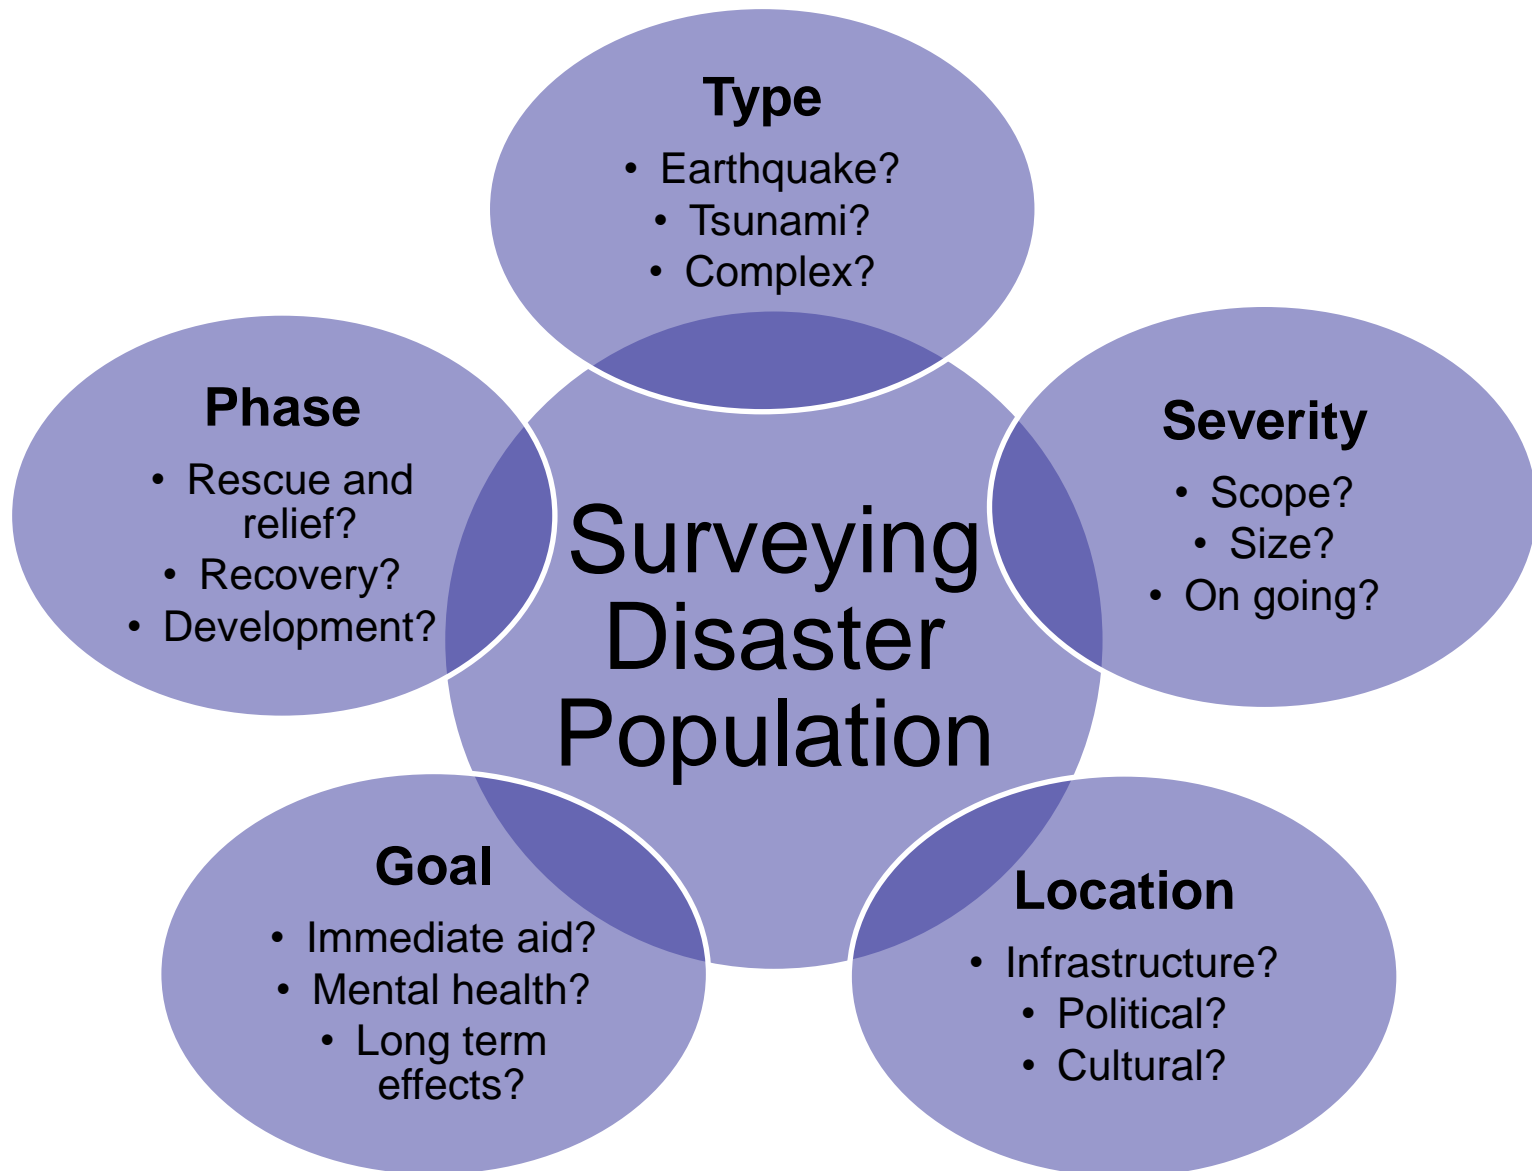 Type
• Earthquake?
• Tsunami?
• Complex?
Severity
• Scope?
• Size?
• On going?
Location
• Infrastructure?
• Political?
• Cultural?
Goal
• Immediate aid?
• Mental health?
• Long term
effects?
Phase
• Rescue and
relief?
• Recovery?
• Development?
Surveying
Disaster
Population